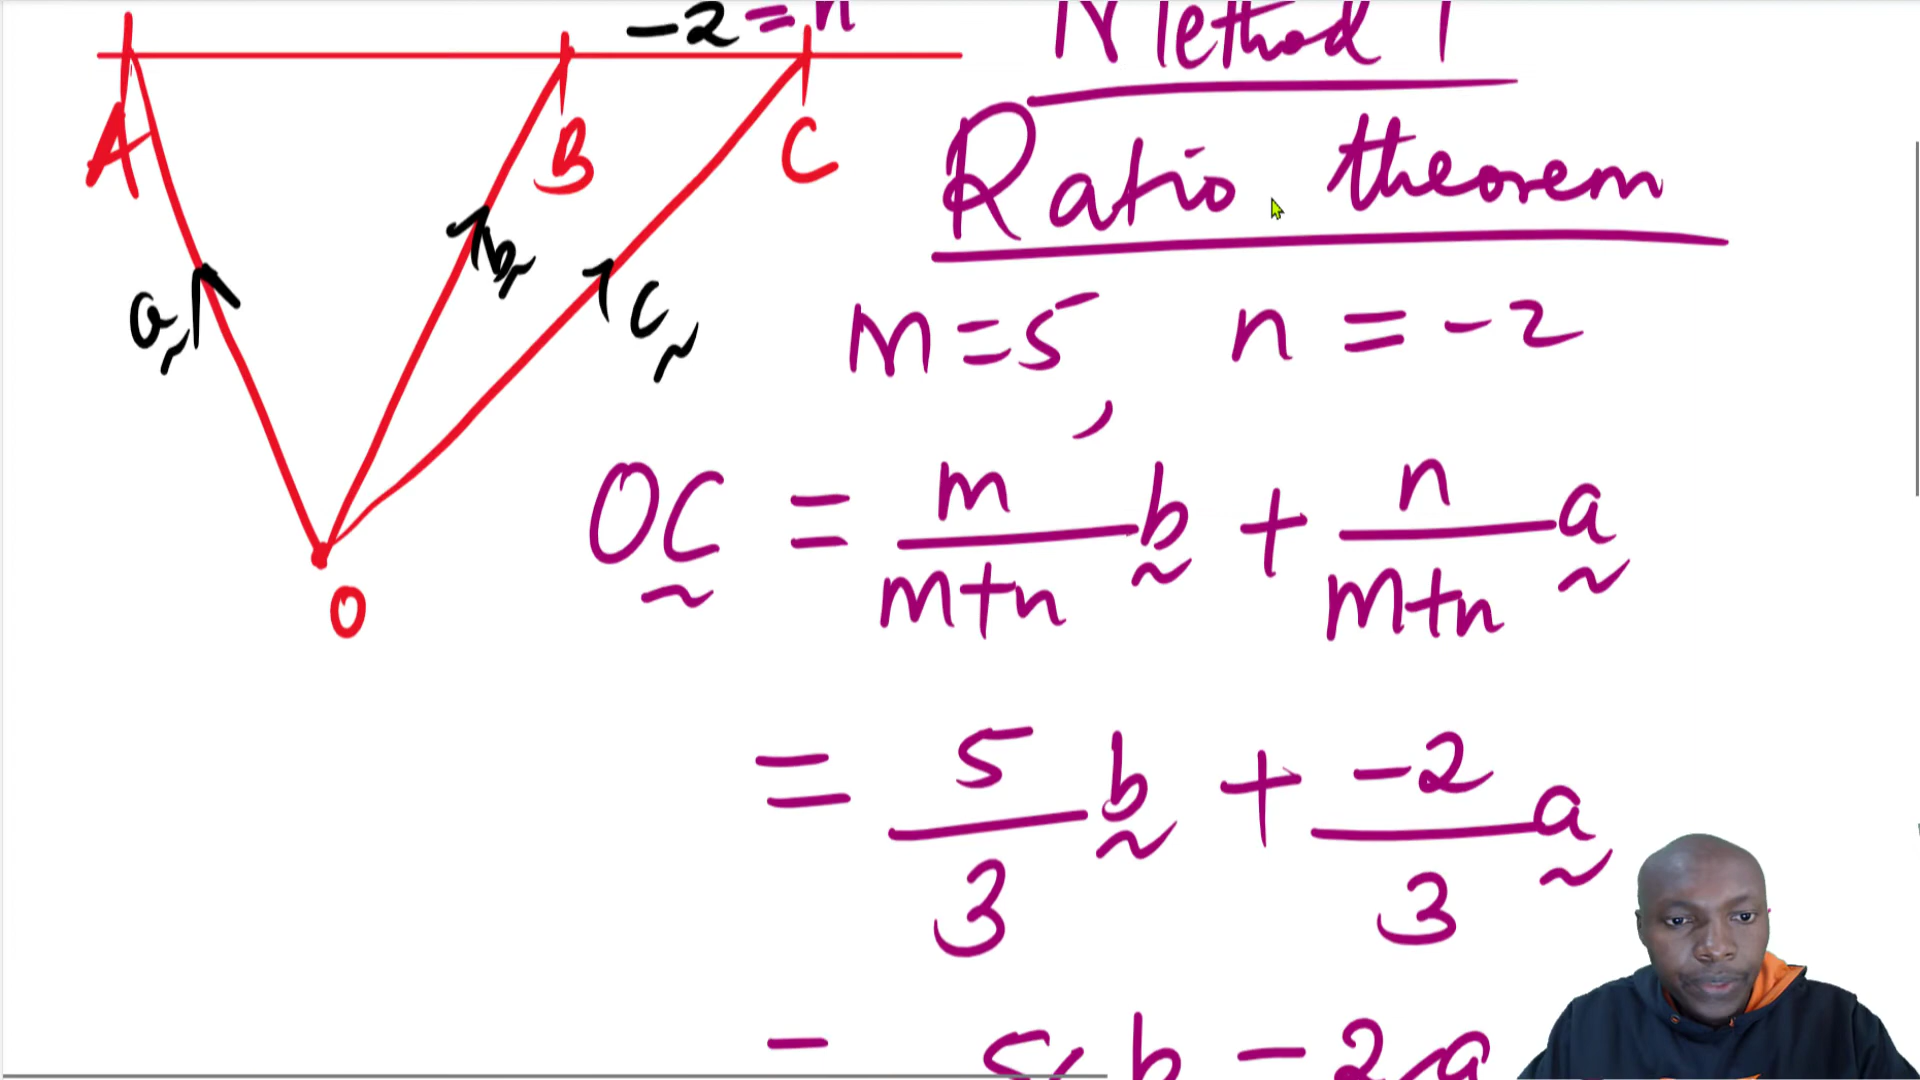 -2 = n
Method 1
A B C
Ratio theorem
a b c
m = 5, n = -2
OC = m/(m+n) b + n/(m+n) a
O
= 5/3 b + -2/3 a